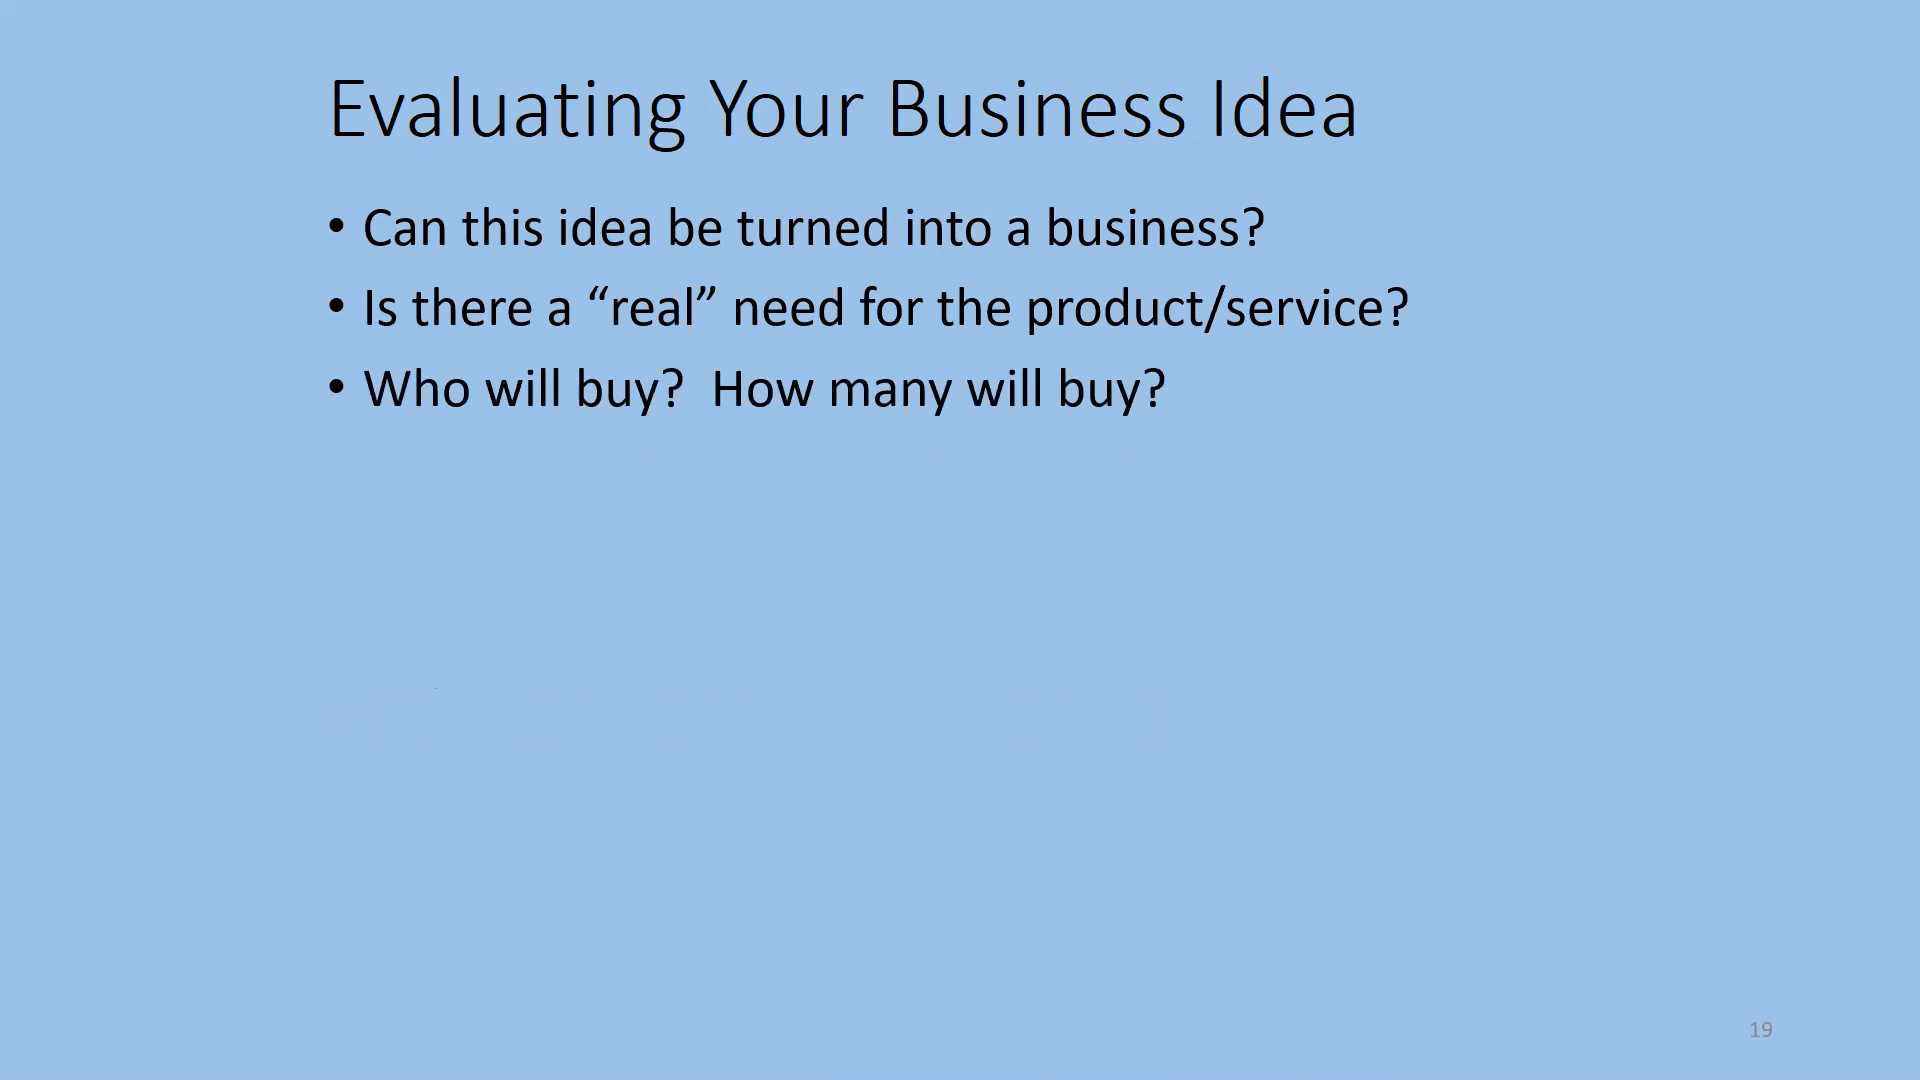 Evaluating Your Business Idea
• Can this idea be turned into a business?
• Is there a “real” need for the product/service?
• Who will buy?  How many will buy?
19